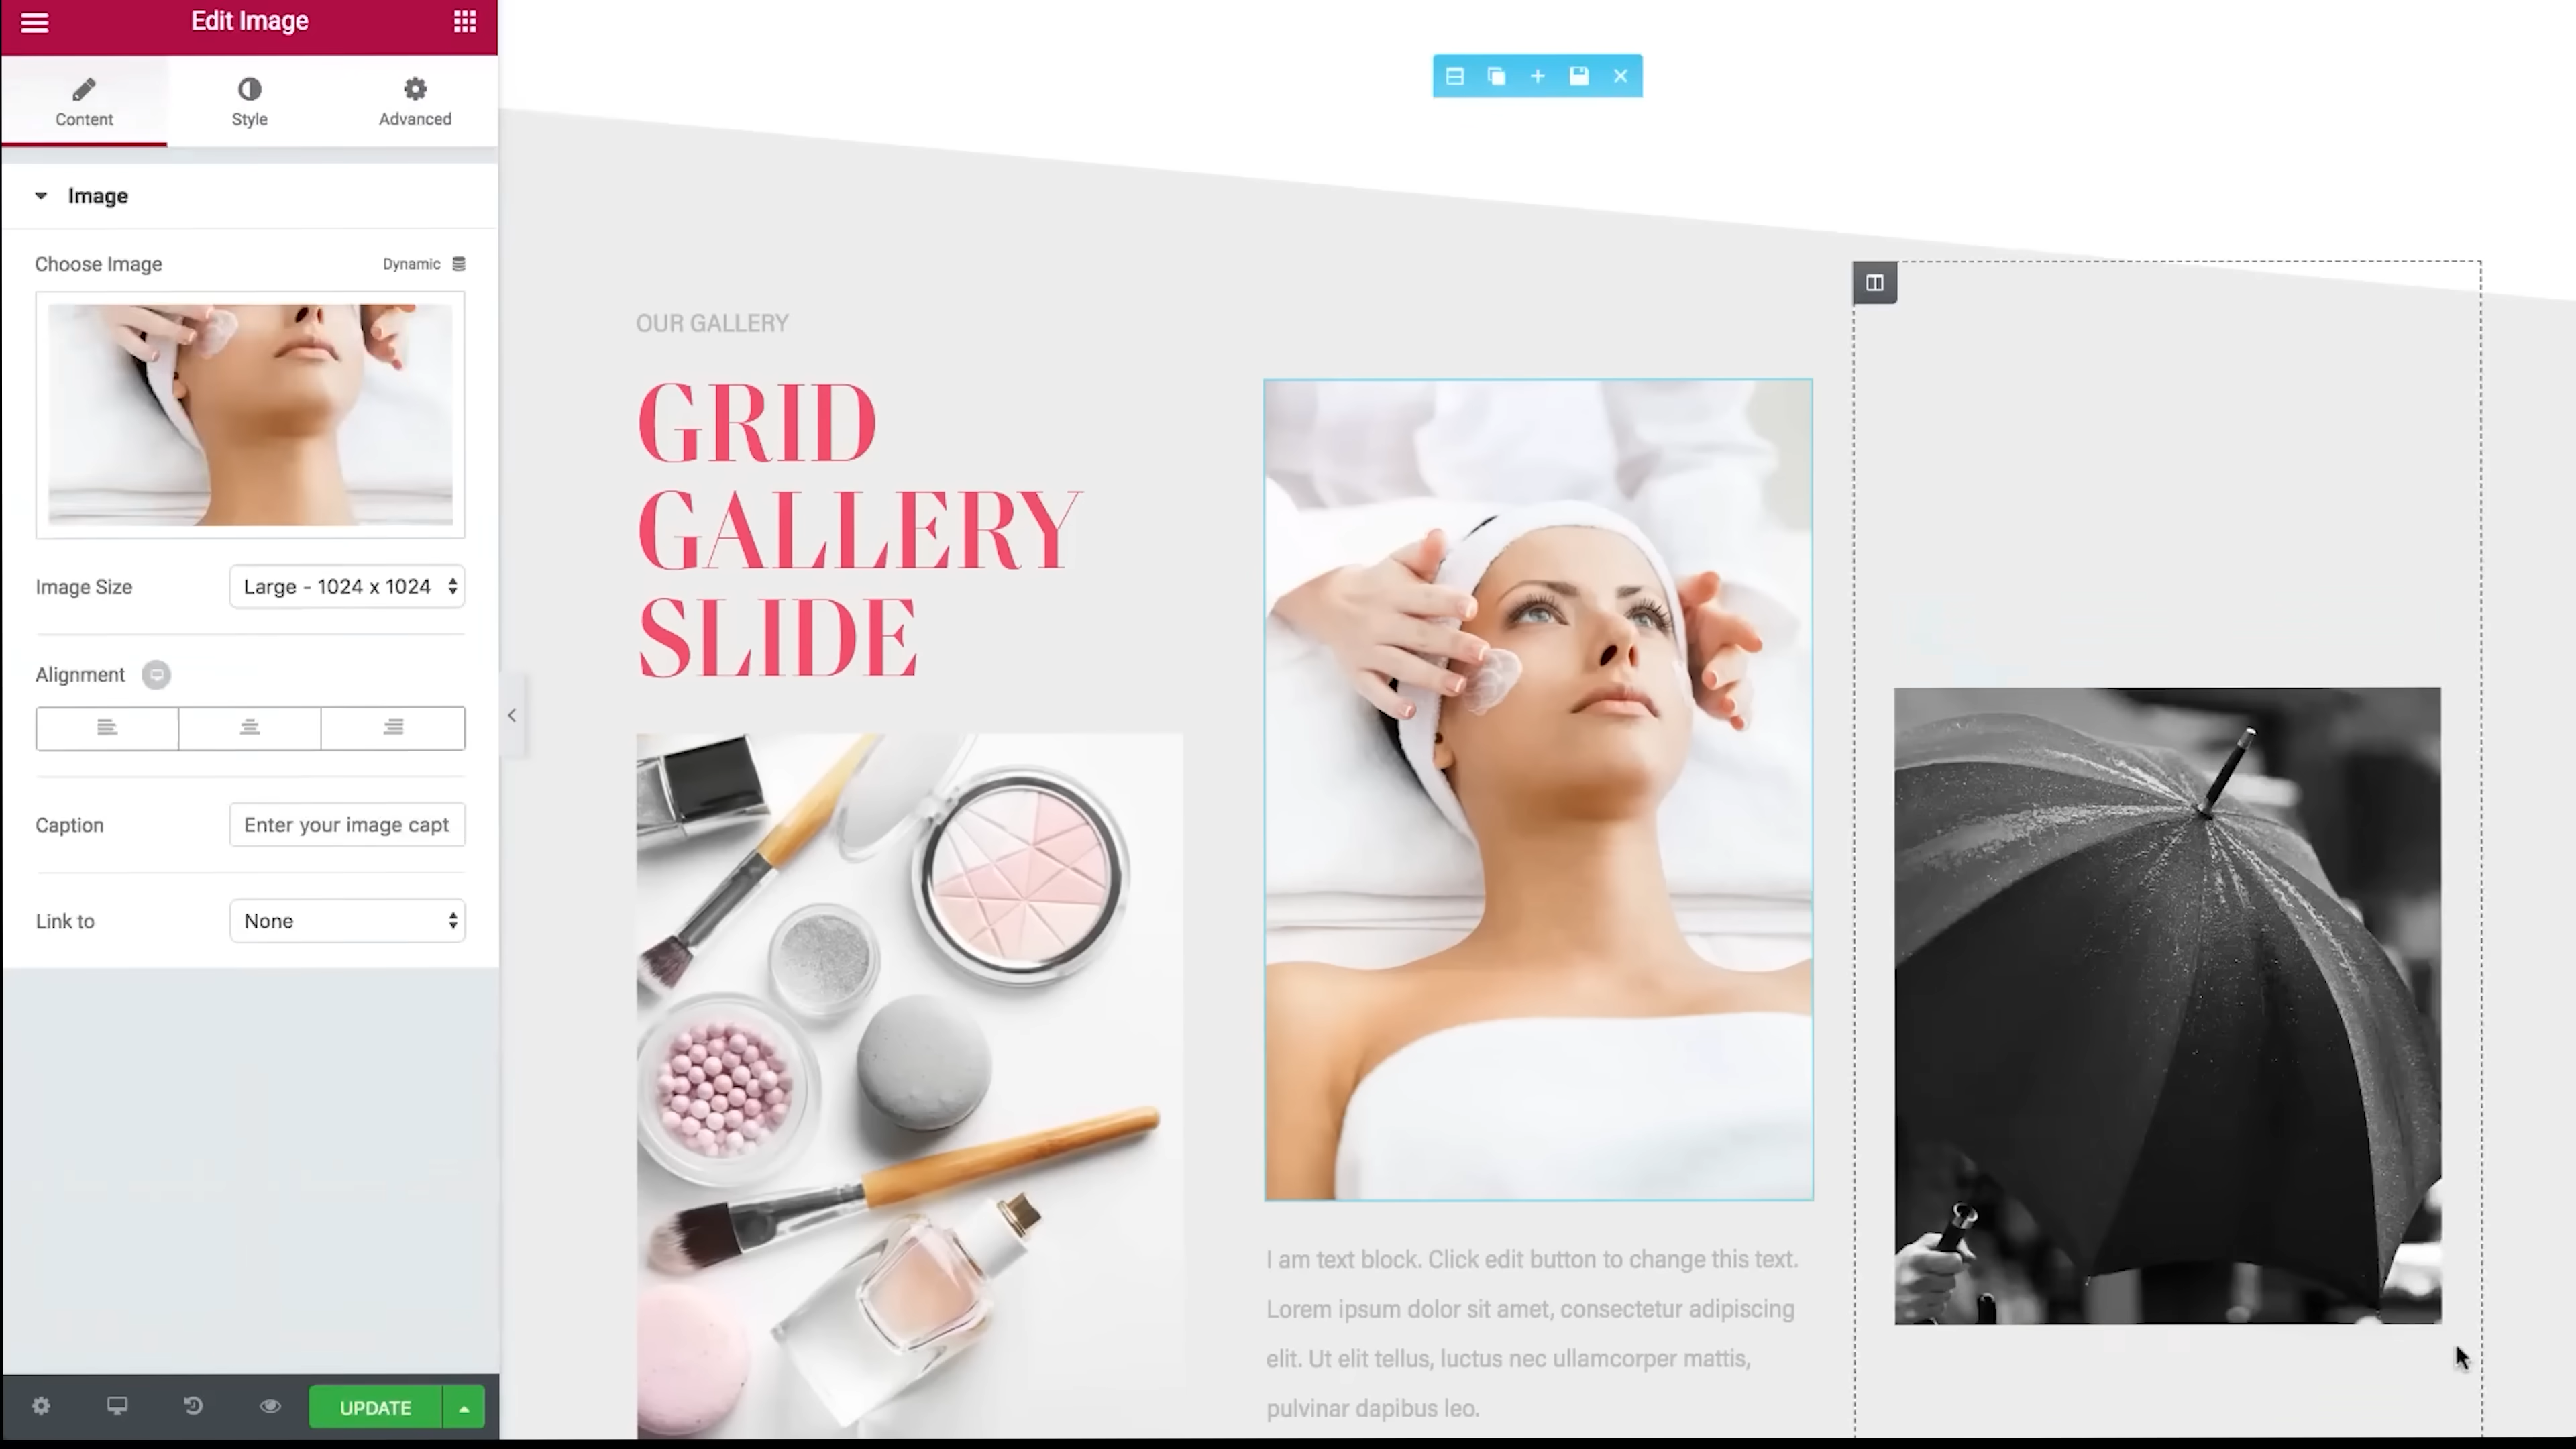 Edit Image
Content
Style
Advanced
Image
Choose Image
Dynamic
Image Size
Large - 1024 x 1024
Alignment
Caption
Enter your image capt
Link to
None
UPDATE
OUR GALLERY
GRID
GALLERY
SLIDE
I am text block. Click edit button to change this text.
Lorem ipsum dolor sit amet, consectetur adipiscing
elit. Ut elit tellus, luctus nec ullamcorper mattis,
pulvinar dapibus leo.